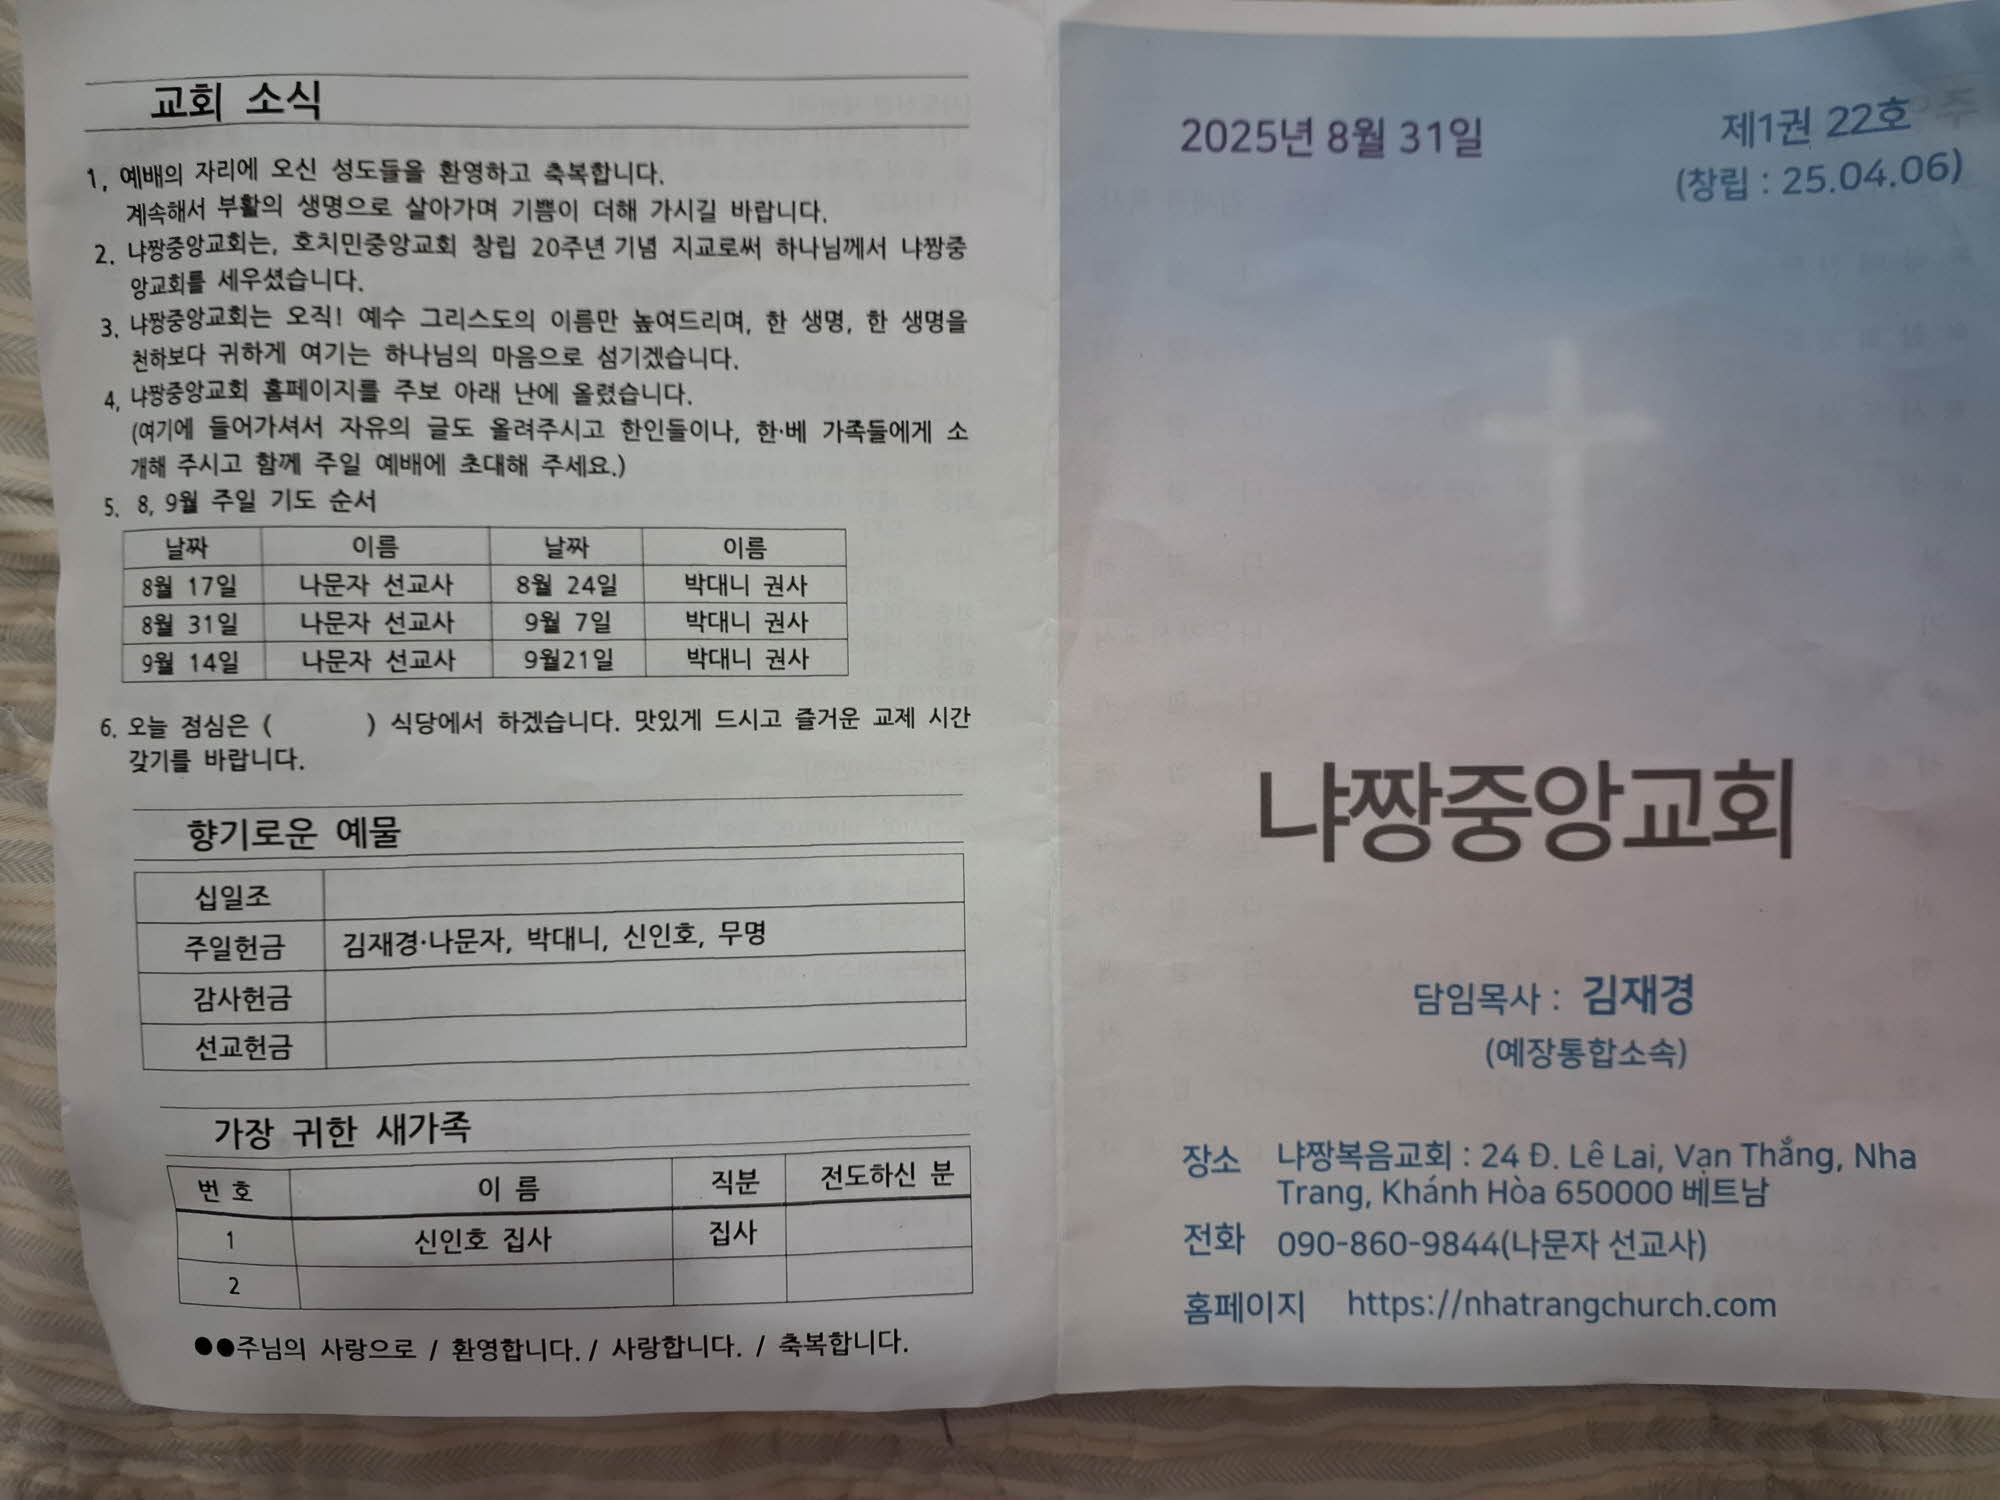 교회 소식
1. 예배의 자리에 오신 성도들을 환영하고 축복합니다.
계속해서 부활의 생명으로 살아가며 기쁨이 더해 가시길 바랍니다.
2. 냐짱중앙교회는, 호치민중앙교회 창립 20주년 기념 지교로써 하나님께서 냐짱중
앙교회를 세우셨습니다.
3. 냐짱중앙교회는 오직! 예수 그리스도의 이름만 높여드리며, 한 생명, 한 생명을
천하보다 귀하게 여기는 하나님의 마음으로 섬기겠습니다.
4. 냐짱중앙교회 홈페이지를 주보 아래 난에 올렸습니다.
(여기에 들어가셔서 자유의 글도 올려주시고 한인들이나, 한·베 가족들에게 소
개해 주시고 함께 주일 예배에 초대해 주세요.)
5. 8, 9월 주일 기도 순서
날짜 이름 날짜 이름
8월 17일 나문자 선교사 8월 24일 박대니 권사
8월 31일 나문자 선교사 9월 7일 박대니 권사
9월 14일 나문자 선교사 9월21일 박대니 권사
6. 오늘 점심은 ( ) 식당에서 하겠습니다. 맛있게 드시고 즐거운 교제 시간
갖기를 바랍니다.
향기로운 예물
십일조
주일헌금 김재경·나문자, 박대니, 신인호, 무명
감사헌금
선교헌금
가장 귀한 새가족
번 호 이 름 직분 전도하신 분
1 신인호 집사 집사
2
●●주님의 사랑으로 / 환영합니다. / 사랑합니다. / 축복합니다.
2025년 8월 31일
제1권 22호
(창립 : 25.04.06)
냐짱중앙교회
담임목사 : 김재경
(예장통합소속)
장소 냐짱복음교회 : 24 Đ. Lê Lai, Vạn Thắng, Nha
Trang, Khánh Hòa 650000 베트남
전화 090-860-9844(나문자 선교사)
홈페이지 https://nhatrangchurch.com